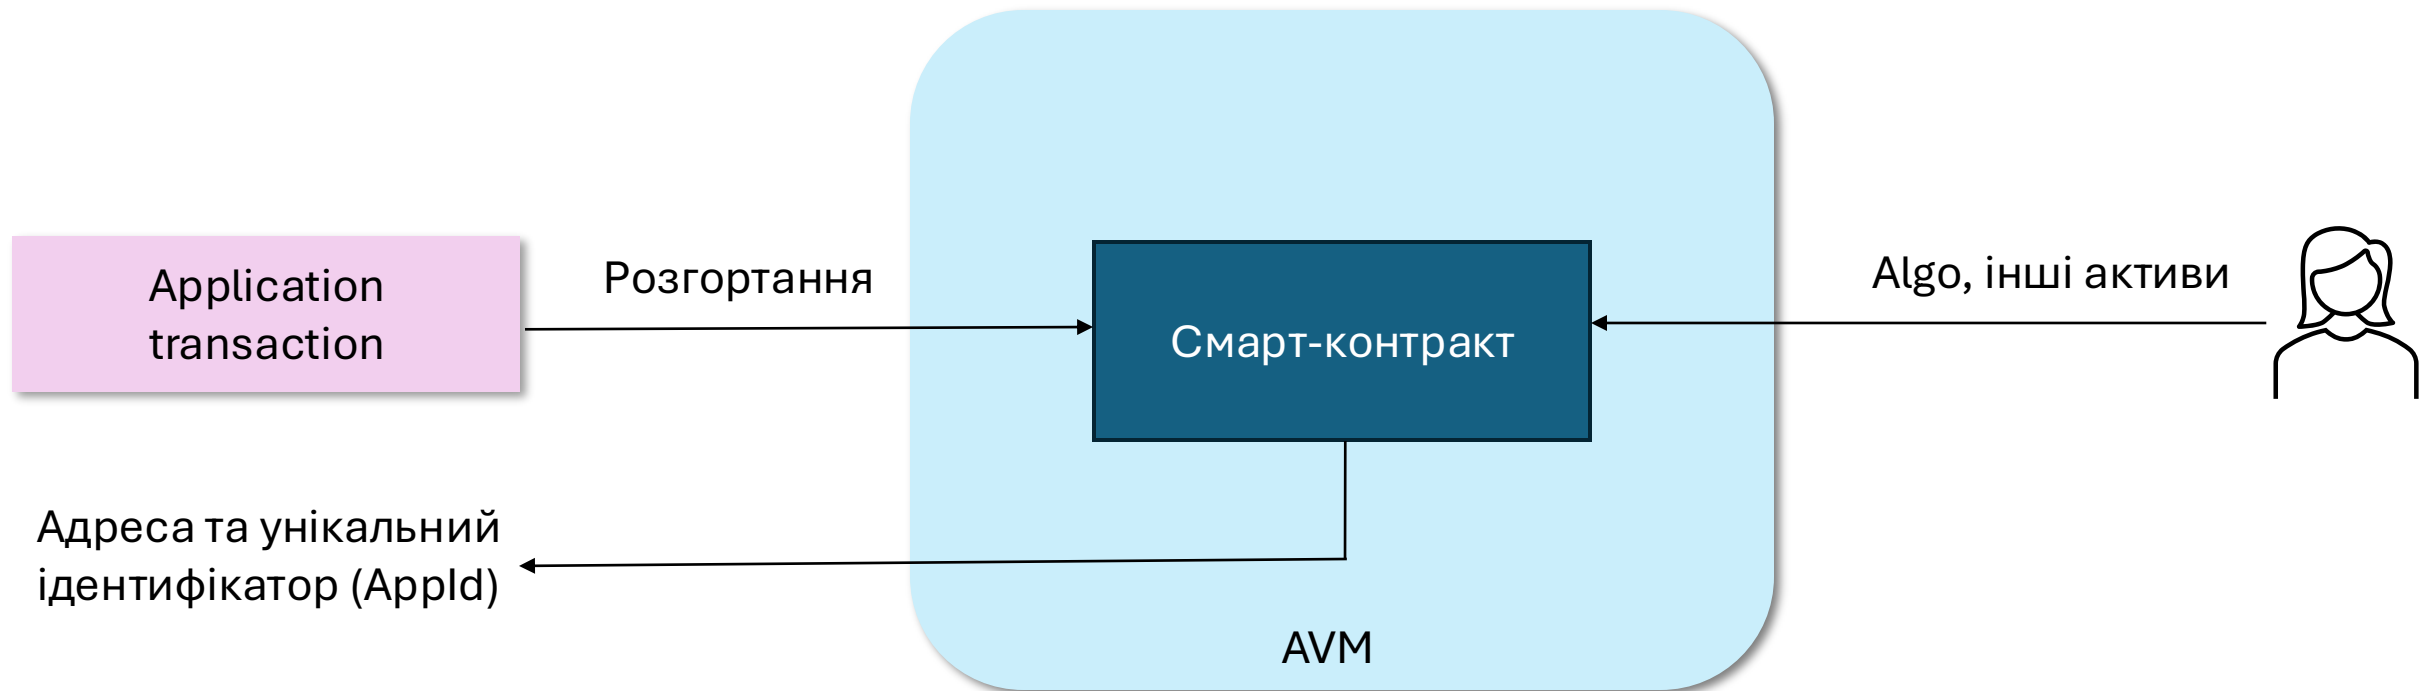 Application
transaction
Розгортання
Смарт-контракт
Algo, інші активи
Адреса та унікальний
ідентифікатор (AppId)
AVM